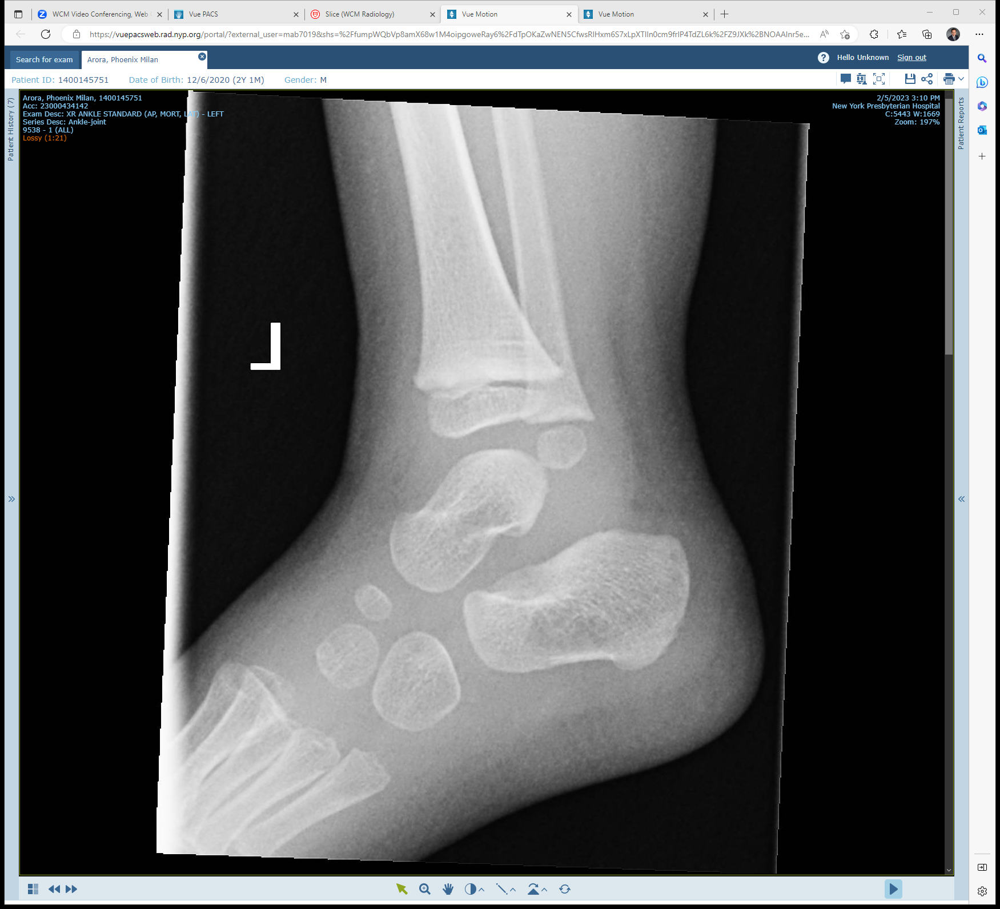 WCM Video Conferencing, Web
Vue PACS
Slice (WCM Radiology)
Vue Motion
Vue Motion
https://vuepacsweb.rad.nyp.org/portal/?external_user=mab7019&shs=%2FfumpWQbVp8amX68w1M4oipgoweRay6%2FdTpOKaZwNEN5CfwsRlHxm6S7xLpXTlln0cm9frlP4TdZL6k%2FZ9JXk%2BNOAAlnr5e...
Search for exam
Arora, Phoenix Milan
Hello Unknown
Sign out
Patient ID: 1400145751
Date of Birth: 12/6/2020 (2Y 1M)
Gender: M
Patient History (7)
Arora, Phoenix Milan, 1400145751
Acc: 23000434142
Exam Desc: XR ANKLE STANDARD (AP, MORT, LAT) - LEFT
Series Desc: Ankle-joint
9538 - 1 (ALL)
Lossy (1:21)
2/5/2023 3:10 PM
New York Presbyterian Hospital
C:5443 W:1669
Zoom: 197%
Patient Reports
L